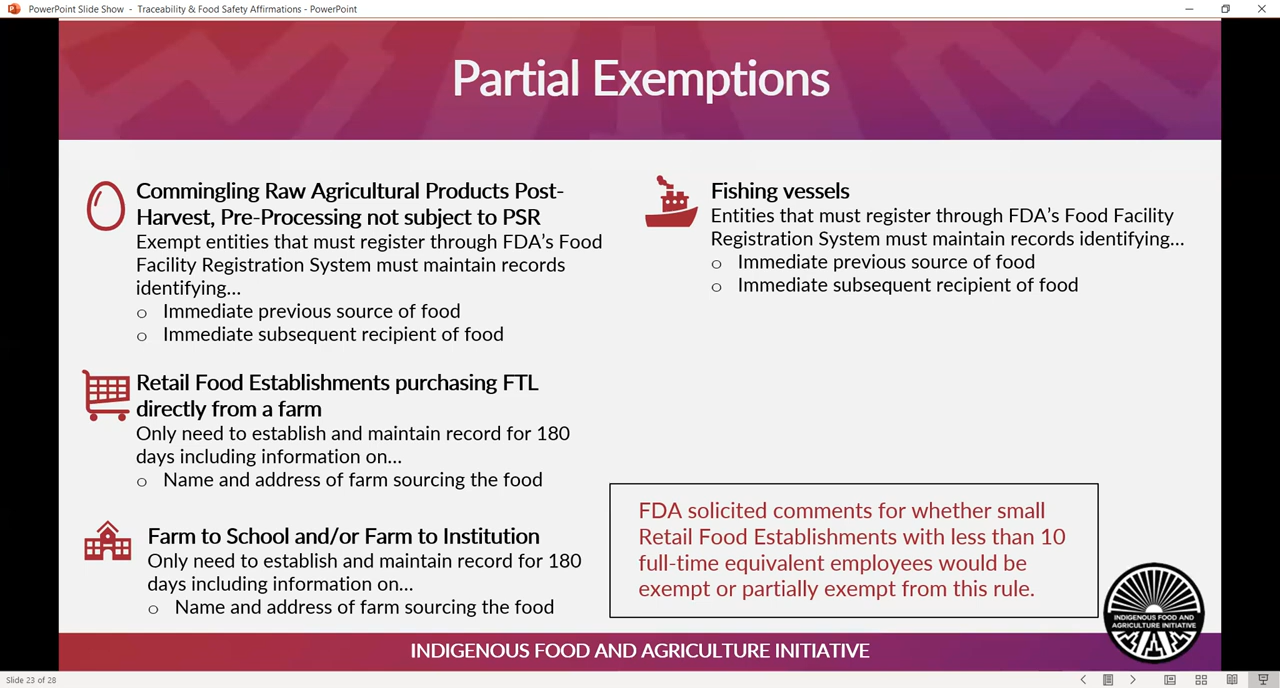 PowerPoint Slide Show - Traceability & Food Safety Affirmations - PowerPoint
Partial Exemptions
Commingling Raw Agricultural Products Post-
Harvest, Pre-Processing not subject to PSR
Exempt entities that must register through FDA's Food
Facility Registration System must maintain records
identifying...
o Immediate previous source of food
o Immediate subsequent recipient of food
Retail Food Establishments purchasing FTL
directly from a farm
Only need to establish and maintain record for 180
days including information on...
o Name and address of farm sourcing the food
Farm to School and/or Farm to Institution
Only need to establish and maintain record for 180
days including information on...
o Name and address of farm sourcing the food
Fishing vessels
Entities that must register through FDA's Food Facility
Registration System must maintain records identifying...
o Immediate previous source of food
o Immediate subsequent recipient of food
FDA solicited comments for whether small
Retail Food Establishments with less than 10
full-time equivalent employees would be
exempt or partially exempt from this rule.
INDIGENOUS FOOD AND
AGRICULTURE INITIATIVE
INDIGENOUS FOOD AND AGRICULTURE INITIATIVE
Slide 23 of 28